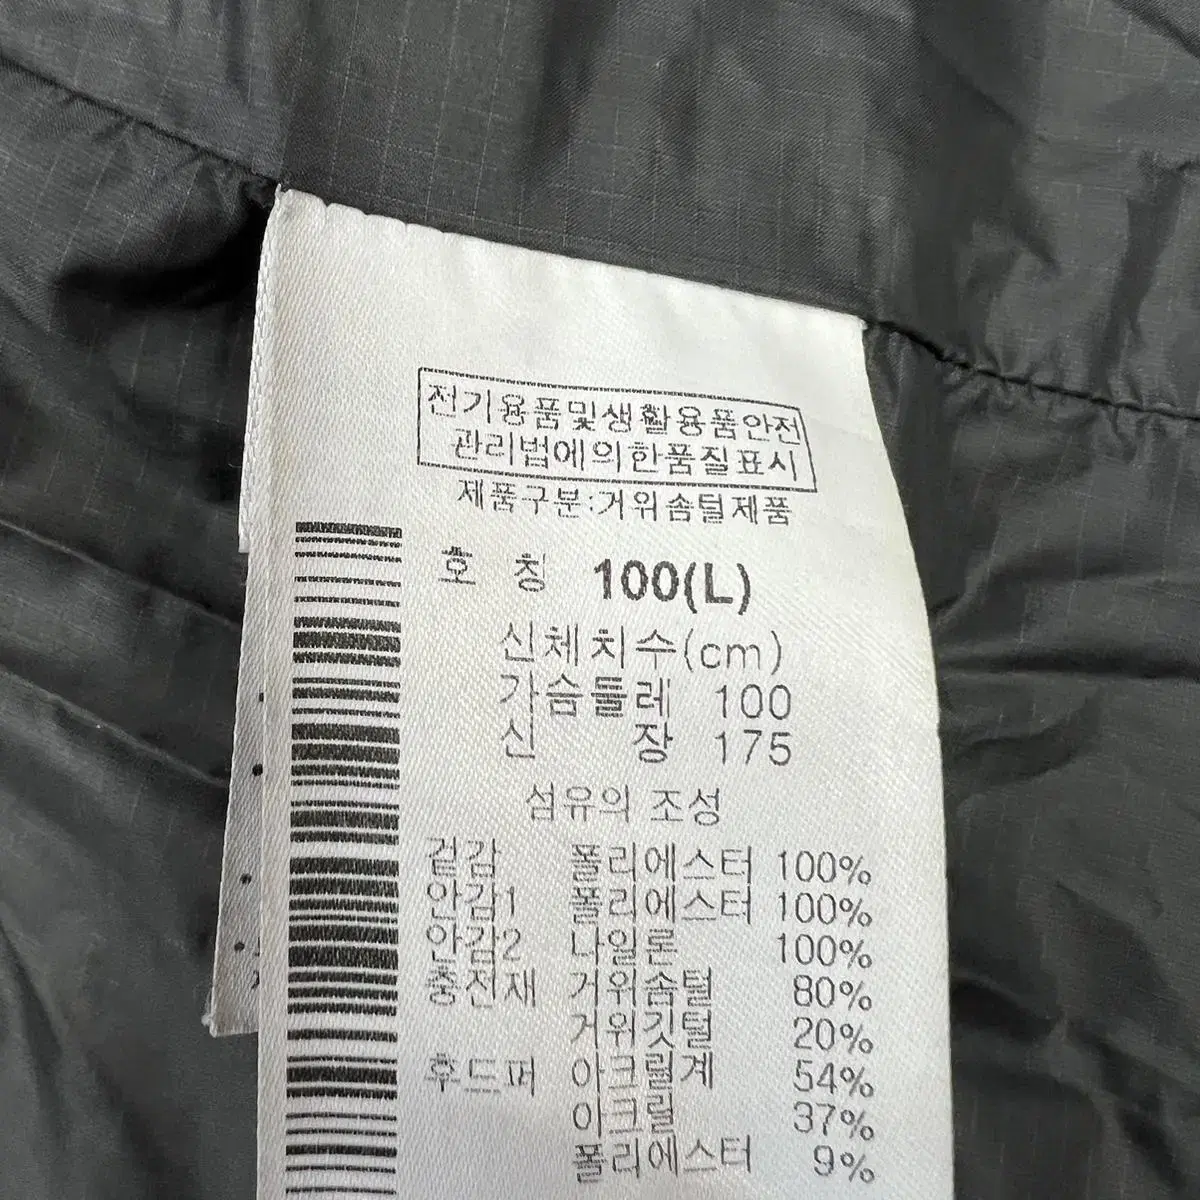 전기용품및생활용품안전
관리법에의한품질표시
제품구분:거위솜털제품
호 칭 100(L)
신체치수(cm)
가슴둘레 100
신 장 175
섬유의 조성
겉감 폴리에스터 100%
안감1 폴리에스터 100%
안감2 나일론 100%
충전재 거위솜털 80%
거위깃털 20%
후드퍼 아크릴계 54%
아크릴 37%
폴리에스터 9%